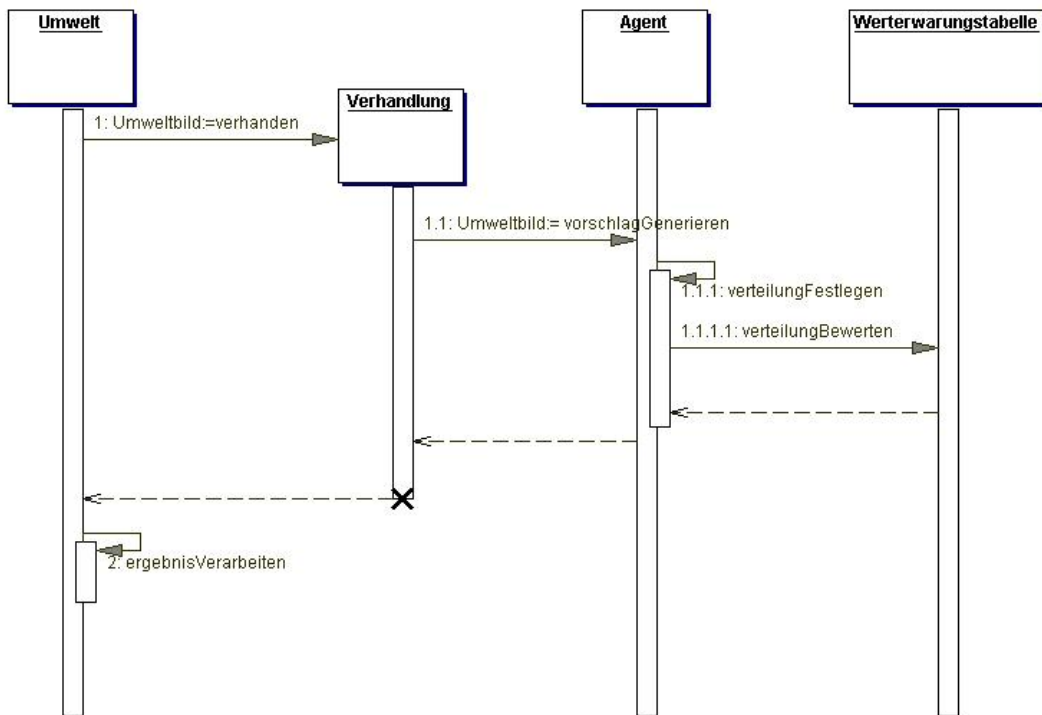 Umwelt
Agent
Werterwarungstabelle
Verhandlung
1: Umweltbild:=verhanden
1.1: Umweltbild:= vorschlagGenerieren
1.1.1: verteilungFestlegen
1.1.1.1: verteilungBewerten
2: ergebnisVerarbeiten